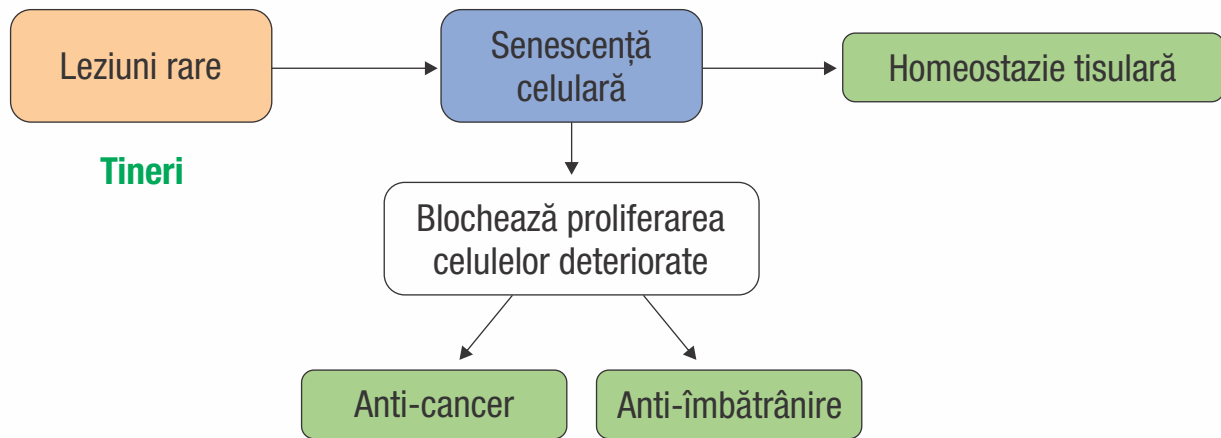 Leziuni rare
Senescență
celulară
Homeostazie tisulară
Tineri
Blochează proliferarea
celulelor deteriorate
Anti-cancer
Anti-îmbătrânire